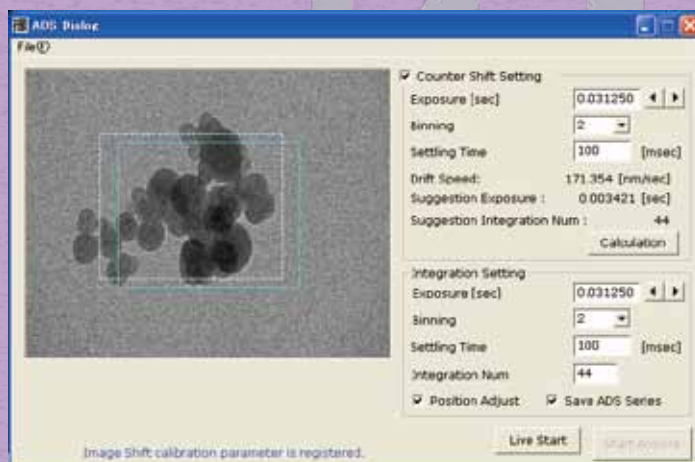 ADS Dialog
File(F)
Counter Shift Setting
Exposure [sec] 0.031250
Binning 2
Settling Time 100 [msec]
Drift Speed: 171.354 [nm/sec]
Suggestion Exposure : 0.003421 [sec]
Suggestion Integration Num : 44
Calculation
Integration Setting
Exposure [sec] 0.031250
Binning 2
Settling Time 100 [msec]
Integration Num 44
Position Adjust Save ADS Series
Live Start Start Acquire
Image Shift calibration parameter is registered.